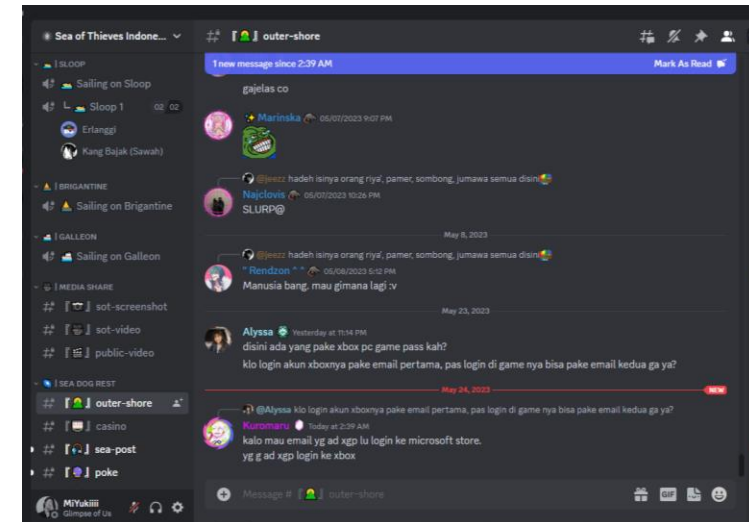 Sea of Thieves Indone...
| SLOOP
Sailing on Sloop
Sloop 1 02 02
Erlanggi
Kang Bajak (Sawah)
| BRIGANTINE
Sailing on Brigantine
| GALLEON
Sailing on Galleon
| MEDIA SHARE
sot-screenshot
sot-video
public-video
| SEA DOG REST
outer-shore
casino
sea-post
poke
MiYukiiii
Glimpse of Us
outer-shore
1 new message since 2:39 AM Mark As Read
gajelas co
Marinska 05/07/2023 9:07 PM
@jeezz hadeh isinya orang riya', pamer, sombong, jumawa semua disini
Najclovis 05/07/2023 10:26 PM
SLURP@
May 8, 2023
@jeezz hadeh isinya orang riya', pamer, sombong, jumawa semua disini
" Rendzon " " 05/08/2023 5:12 PM
Manusia bang. mau gimana lagi :v
May 23, 2023
Alyssa Yesterday at 11:14 PM
disini ada yang pake xbox pc game pass kah?
klo login akun xboxnya pake email pertama, pas login di game nya bisa pake email kedua ga ya?
May 24, 2023 NEW
@Alyssa klo login akun xboxnya pake email pertama, pas login di game nya bisa pake email kedua ga ya?
Kuromaru Today at 2:39 AM
kalo mau email yg ad xgp lu login ke microsoft store.
yg g ad xgp login ke xbox
Message # outer-shore
GIF